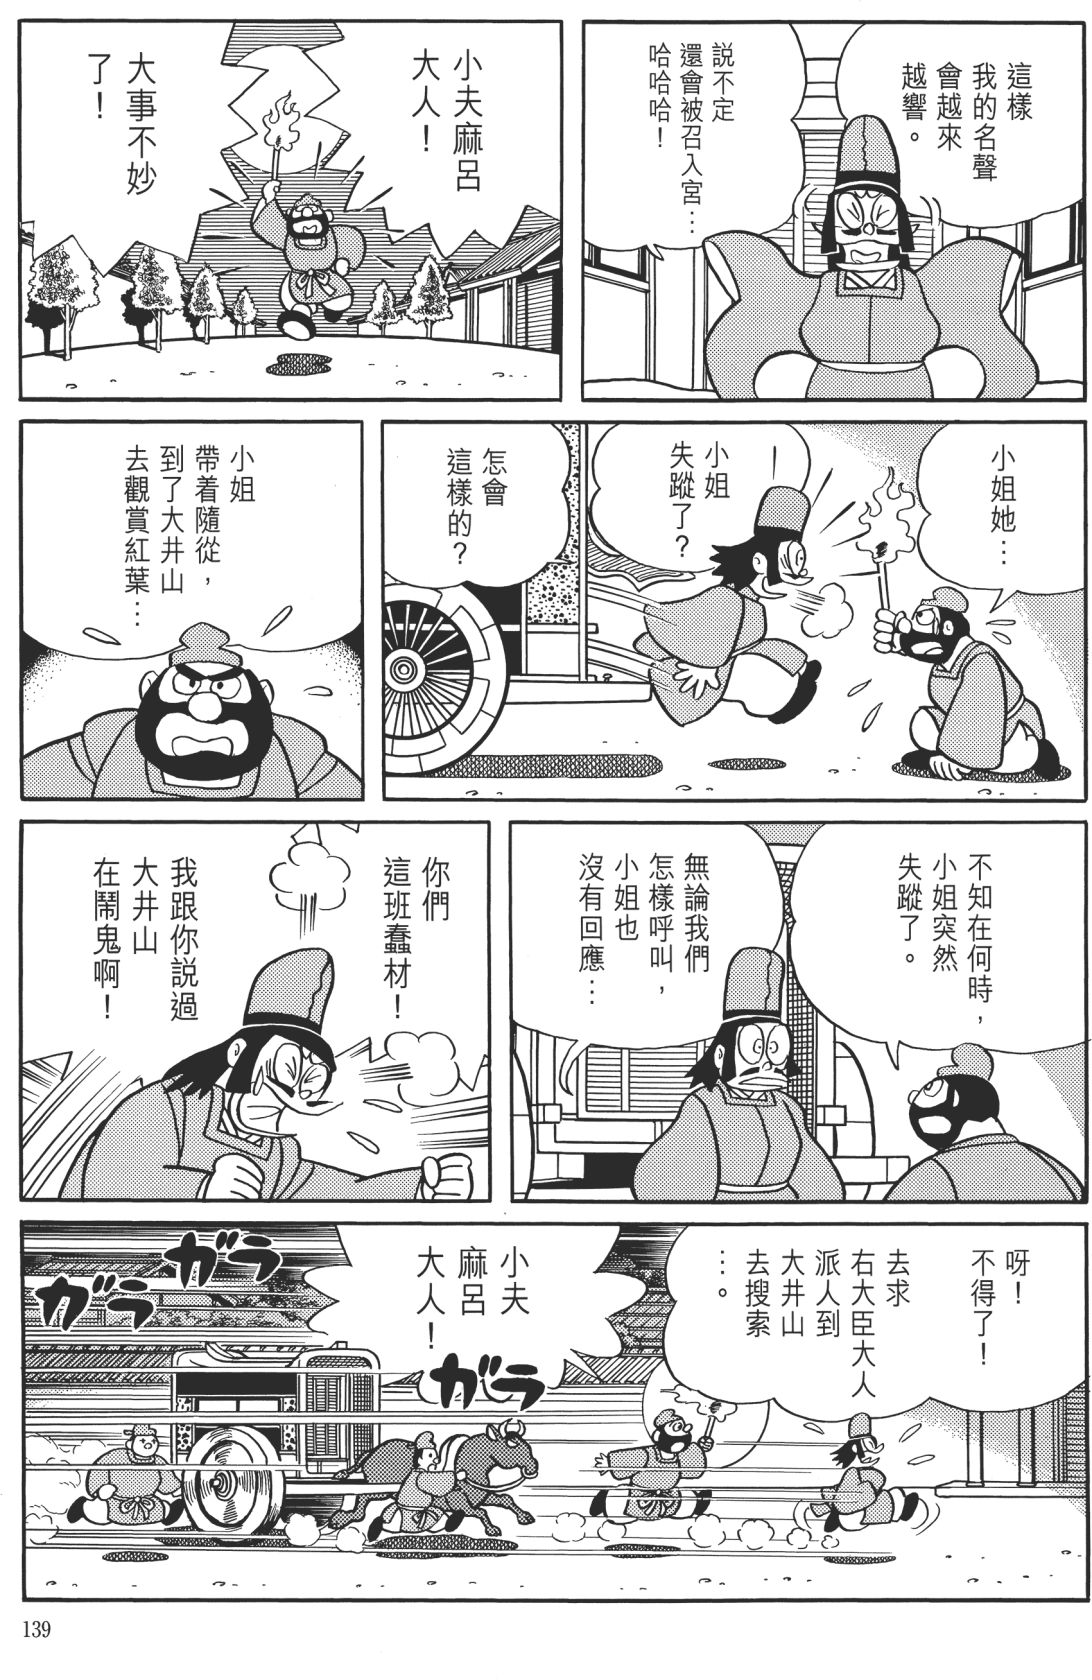 這樣
我的名聲
會越來
越響。
說不定
還會被召入宮…
哈哈哈！
小夫麻呂
大人！
大事不妙
了！
小姐她…
小姐
失蹤了？
怎會
這樣的？
小姐
帶着隨從，
到了大井山
去觀賞紅葉…
不知在何時，
小姐突然
失蹤了。
無論我們
怎樣呼叫，
小姐也
沒有回應…
你們
這班蠢材！
我跟你説過
大井山
在鬧鬼啊！
呀！
不得了！
去求
右大臣大人
派人到
大井山
去搜索
…。
小夫
麻呂
大人！
ガラ
ガラ
ガラ
139